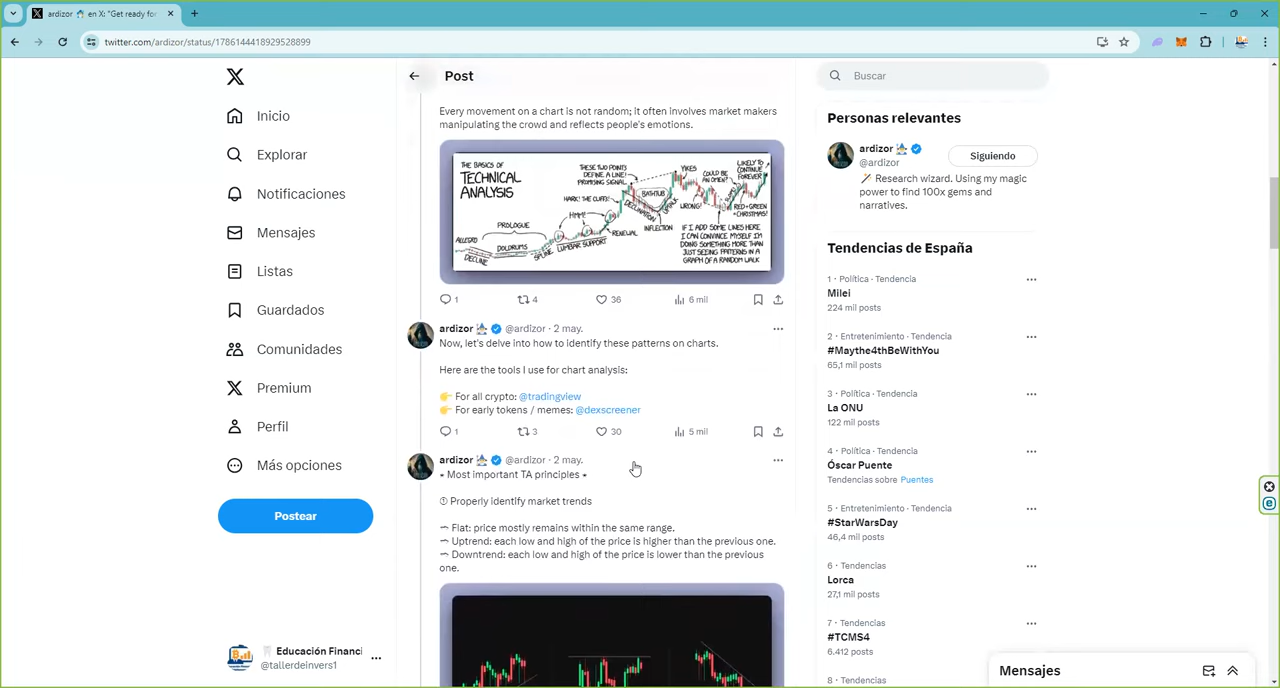 ardizor en X: "Get ready fo
twitter.com/ardizor/status/1786144418929528899
Inicio
Explorar
Notificaciones
Mensajes
Listas
Guardados
Comunidades
Premium
Perfil
Más opciones
Postear
Educación Financi
@tallerdeinvers1
Post
Every movement on a chart is not random; it often involves market makers
manipulating the crowd and reflects people's emotions.
THE BASICS OF
TECHNICAL
ANALYSIS
THESE TWO POINTS
DEFINE A LINE!
PROMISING SIGNAL.
HARK! THE CLIFFS!
HMM!
PROLOGUE
ALLEGED
DECLINE
DOLDRUMS
SPLINE
LUMBAR SUPPORT
RENEWAL
BATHTUB
DECLINATION
UPTALK
INFLECTION
YIKES
COULD BE
AN OMEN?
WRONG!
LIKELY TO
CONTINUE
FOREVER!
RED+GREEN
=CHRISTMAS!
IF I ADD SOME LINES HERE
I CAN CONVINCE MYSELF I'M
DOING SOMETHING MORE THAN
JUST SEEING PATTERNS IN A
GRAPH OF A RANDOM WALK
1 4 36 6 mil
ardizor @ardizor · 2 may.
Now, let's delve into how to identify these patterns on charts.
Here are the tools I use for chart analysis:
👉 For all crypto: @tradingview
👉 For early tokens / memes: @dexscreener
1 3 30 5 mil
ardizor @ardizor · 2 may.
• Most important TA principles •
① Properly identify market trends
Flat: price mostly remains within the same range.
Uptrend: each low and high of the price is higher than the previous one.
Downtrend: each low and high of the price is lower than the previous
one.
Buscar
Personas relevantes
ardizor
@ardizor
Siguiendo
Research wizard. Using my magic
power to find 100x gems and
narratives.
Tendencias de España
1 · Política · Tendencia
Milei
224 mil posts
2 · Entretenimiento · Tendencia
#Maythe4thBeWithYou
65,1 mil posts
3 · Política · Tendencia
La ONU
122 mil posts
4 · Política · Tendencia
Óscar Puente
Tendencias sobre Puentes
5 · Entretenimiento · Tendencia
#StarWarsDay
46,4 mil posts
6 · Tendencias
Lorca
27,1 mil posts
7 · Tendencias
#TCMS4
6.412 posts
8 · Tendencias
Mensajes